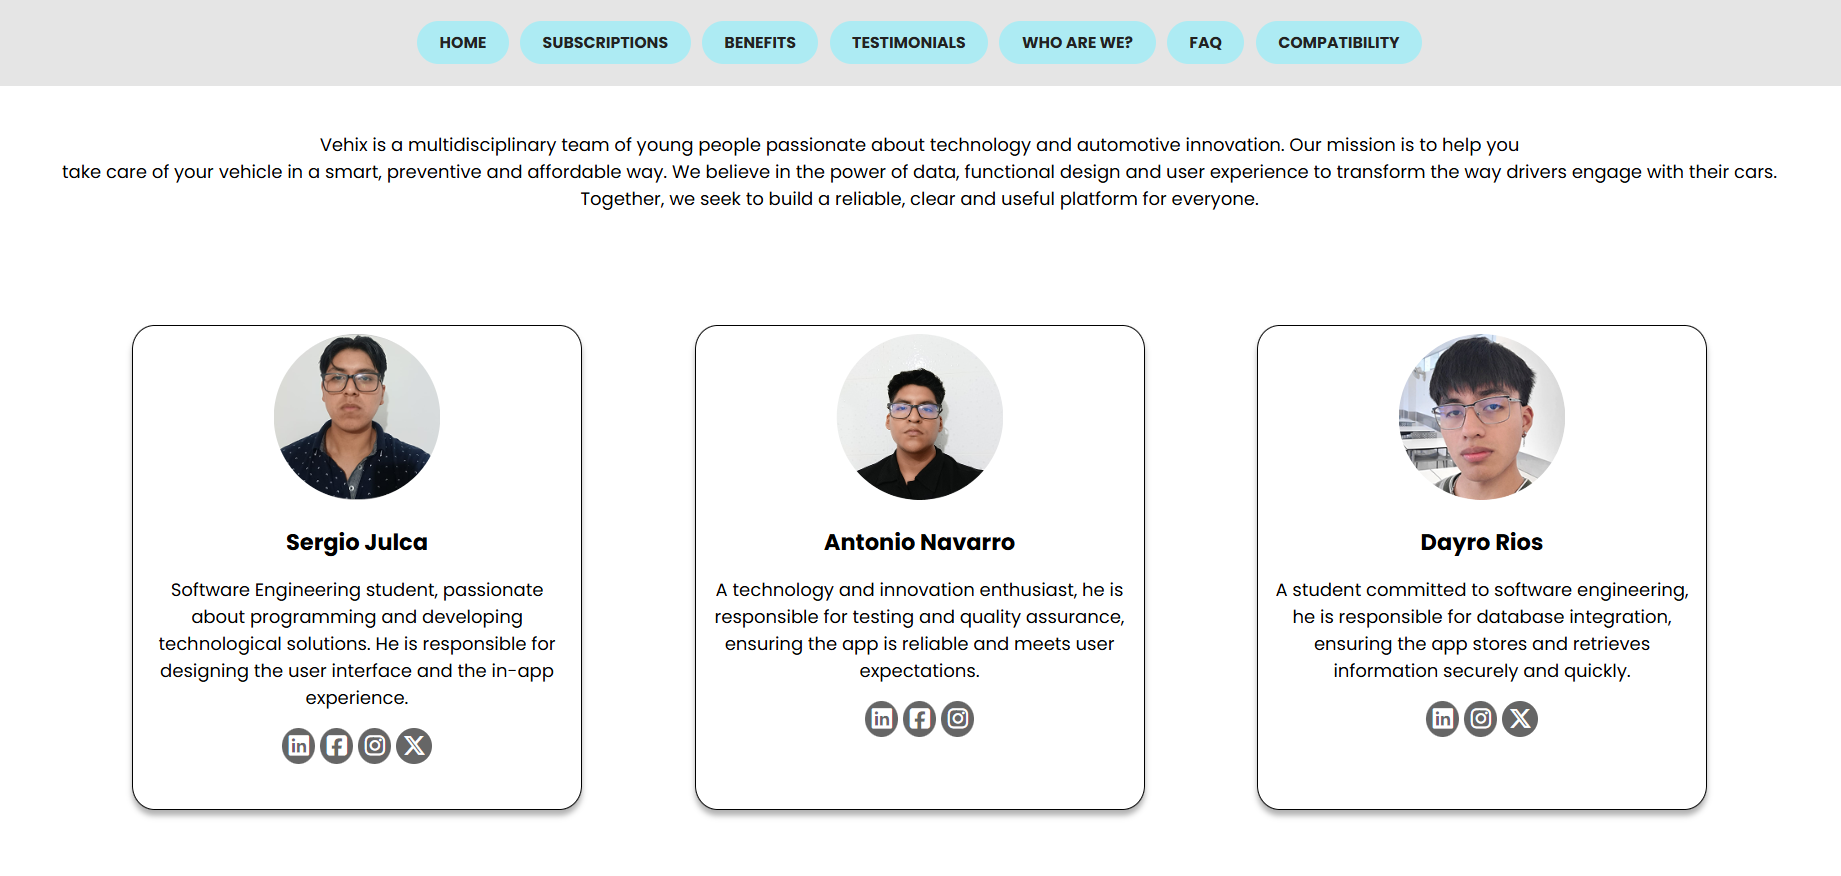 HOME SUBSCRIPTIONS BENEFITS TESTIMONIALS WHO ARE WE? FAQ COMPATIBILITY
Vehix is a multidisciplinary team of young people passionate about technology and automotive innovation. Our mission is to help you
take care of your vehicle in a smart, preventive and affordable way. We believe in the power of data, functional design and user experience to transform the way drivers engage with their cars.
Together, we seek to build a reliable, clear and useful platform for everyone.
Sergio Julca
Software Engineering student, passionate
about programming and developing
technological solutions. He is responsible for
designing the user interface and the in-app
experience.
in f X
Antonio Navarro
A technology and innovation enthusiast, he is
responsible for testing and quality assurance,
ensuring the app is reliable and meets user
expectations.
in f
Dayro Rios
A student committed to software engineering,
he is responsible for database integration,
ensuring the app stores and retrieves
information securely and quickly.
in X